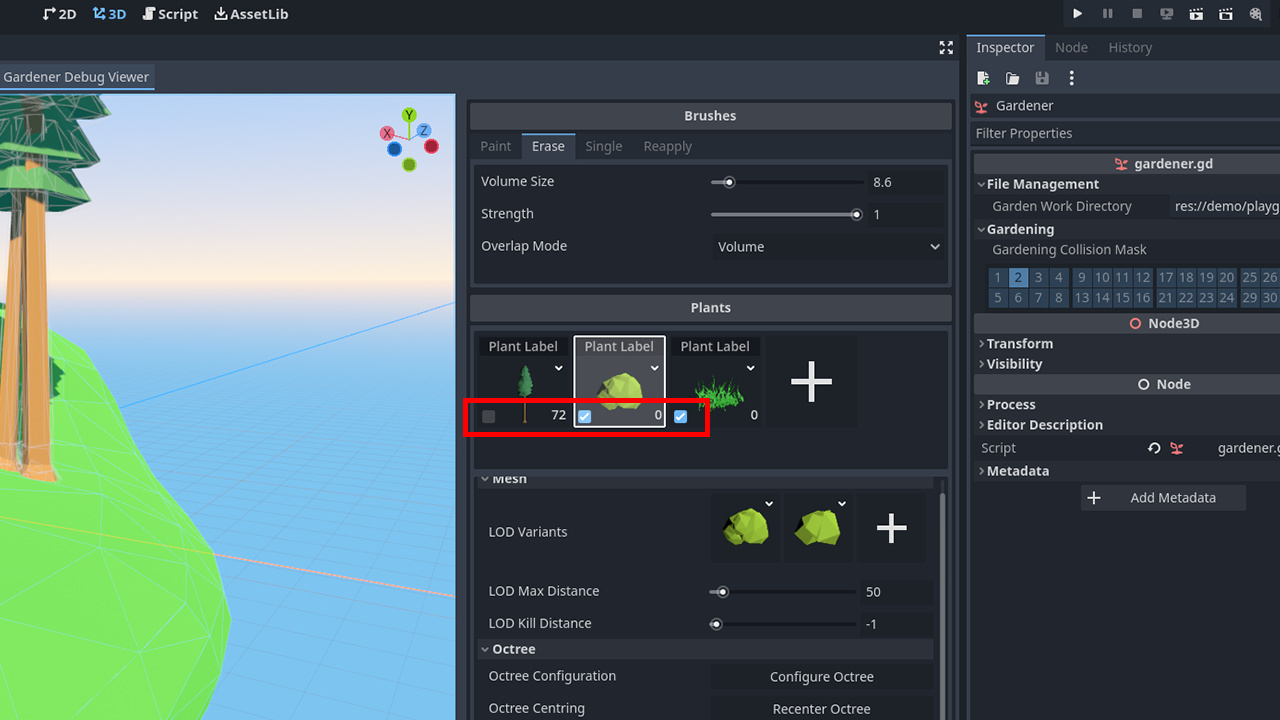 2D 3D Script AssetLib
Gardener Debug Viewer
Y
X Z
Brushes
Paint Erase Single Reapply
Volume Size 8.6
Strength 1
Overlap Mode Volume
Plants
Plant Label Plant Label Plant Label
72 0 0
Mesh
LOD Variants
LOD Max Distance 50
LOD Kill Distance -1
Octree
Octree Configuration Configure Octree
Octree Centring Recenter Octree
Inspector Node History
Gardener
Filter Properties
gardener.gd
File Management
Garden Work Directory res://demo/playg
Gardening
Gardening Collision Mask
1 2 3 4 9 10 11 12 17 18 19 20 25 26
5 6 7 8 13 14 15 16 21 22 23 24 29 30
Node3D
Transform
Visibility
Node
Process
Editor Description
Script gardener.g
Metadata
Add Metadata